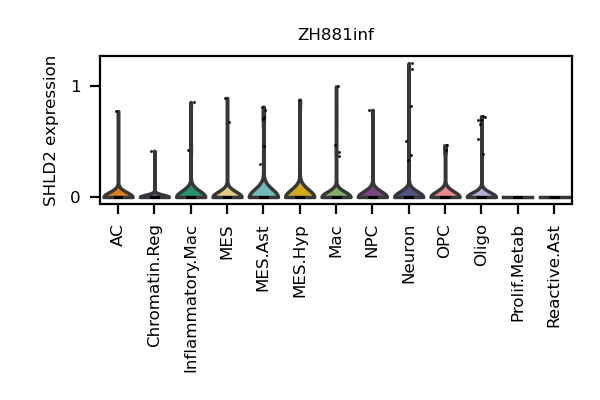 ZH881inf
SHLD2 expression
1
0
AC
Chromatin.Reg
Inflammatory.Mac
MES
MES.Ast
MES.Hyp
Mac
NPC
Neuron
OPC
Oligo
Prolif.Metab
Reactive.Ast